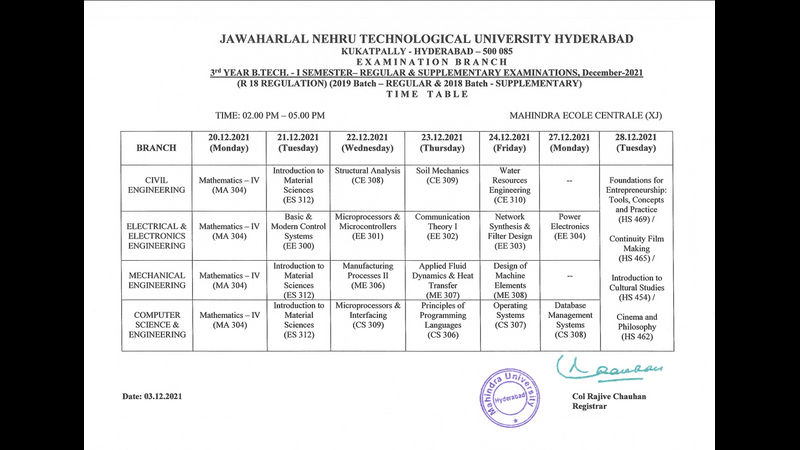 JAWAHARLAL NEHRU TECHNOLOGICAL UNIVERSITY HYDERABAD
KUKATPALLY - HYDERABAD – 500 085
EXAMINATION BRANCH
3rd YEAR B.TECH. - I SEMESTER– REGULAR & SUPPLEMENTARY EXAMINATIONS, December-2021
(R 18 REGULATION) (2019 Batch – REGULAR & 2018 Batch - SUPPLEMENTARY)
TIME TABLE
TIME: 02.00 PM – 05.00 PM
MAHINDRA ECOLE CENTRALE (XJ)
BRANCH
20.12.2021
(Monday)
21.12.2021
(Tuesday)
22.12.2021
(Wednesday)
23.12.2021
(Thursday)
24.12.2021
(Friday)
27.12.2021
(Monday)
28.12.2021
(Tuesday)
CIVIL
ENGINEERING
Mathematics – IV
(MA 304)
Introduction to
Material
Sciences
(ES 312)
Structural Analysis
(CE 308)
Soil Mechanics
(CE 309)
Water
Resources
Engineering
(CE 310)
--
Foundations for
Entrepreneurship:
Tools, Concepts
and Practice
(HS 469) /
Continuity Film
Making
(HS 465) /
Introduction to
Cultural Studies
(HS 454) /
Cinema and
Philosophy
(HS 462)
ELECTRICAL &
ELECTRONICS
ENGINEERING
Mathematics – IV
(MA 304)
Basic &
Modern Control
Systems
(EE 300)
Microprocessors &
Microcontrollers
(EE 301)
Communication
Theory I
(EE 302)
Network
Synthesis &
Filter Design
(EE 303)
Power
Electronics
(EE 304)
MECHANICAL
ENGINEERING
Mathematics – IV
(MA 304)
Introduction to
Material
Sciences
(ES 312)
Manufacturing
Processes II
(ME 306)
Applied Fluid
Dynamics & Heat
Transfer
(ME 307)
Design of
Machine
Elements
(ME 308)
--
COMPUTER
SCIENCE &
ENGINEERING
Mathematics – IV
(MA 304)
Introduction to
Material
Sciences
(ES 312)
Microprocessors &
Interfacing
(CS 309)
Principles of
Programming
Languages
(CS 306)
Operating
Systems
(CS 307)
Database
Management
Systems
(CS 308)
Chauhan
Mahindra University
Hyderabad
Date: 03.12.2021
Col Rajive Chauhan
Registrar